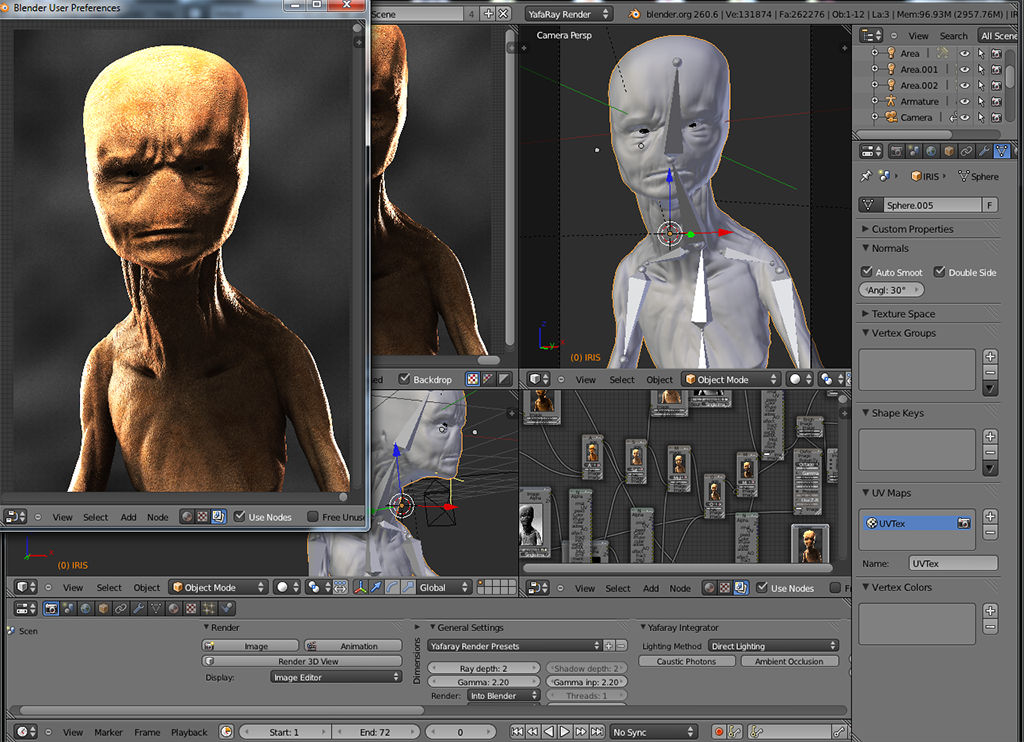 Blender User Preferences
Scene
4
YafaRay Render
blender.org 260.6 | Ve:131874 | Fa:262276 | Ob:1-12 | La:3 | Mem:96.93M (2957.76M) |
Camera Persp
(0) IRIS
View Search All Scene
Area
Area.001
Area.002
Armature
Camera
IRIS
Sphere
Sphere.005
F
Custom Properties
Normals
Auto Smoot
Double Side
Angl: 30°
Texture Space
Vertex Groups
Shape Keys
UV Maps
UVTex
Name:
UVTex
Vertex Colors
View Select Add Node
Use Nodes
Free Unus
Backdrop
View Select Object
Object Mode
(0) IRIS
View Select Object
Object Mode
Global
View Select Add Node
Use Nodes
Scen
Render
Image
Animation
Render 3D View
Display:
Image Editor
Dimensions
General Settings
Yafaray Render Presets
Ray depth: 2
Shadow depth: 2
Gamma: 2.20
Gamma inp: 2.20
Render:
Into Blender
Threads: 1
Yafaray Integrator
Lighting Method
Direct Lighting
Caustic Photons
Ambient Occlusion
View Marker Frame Playback
Start: 1
End: 72
0
No Sync